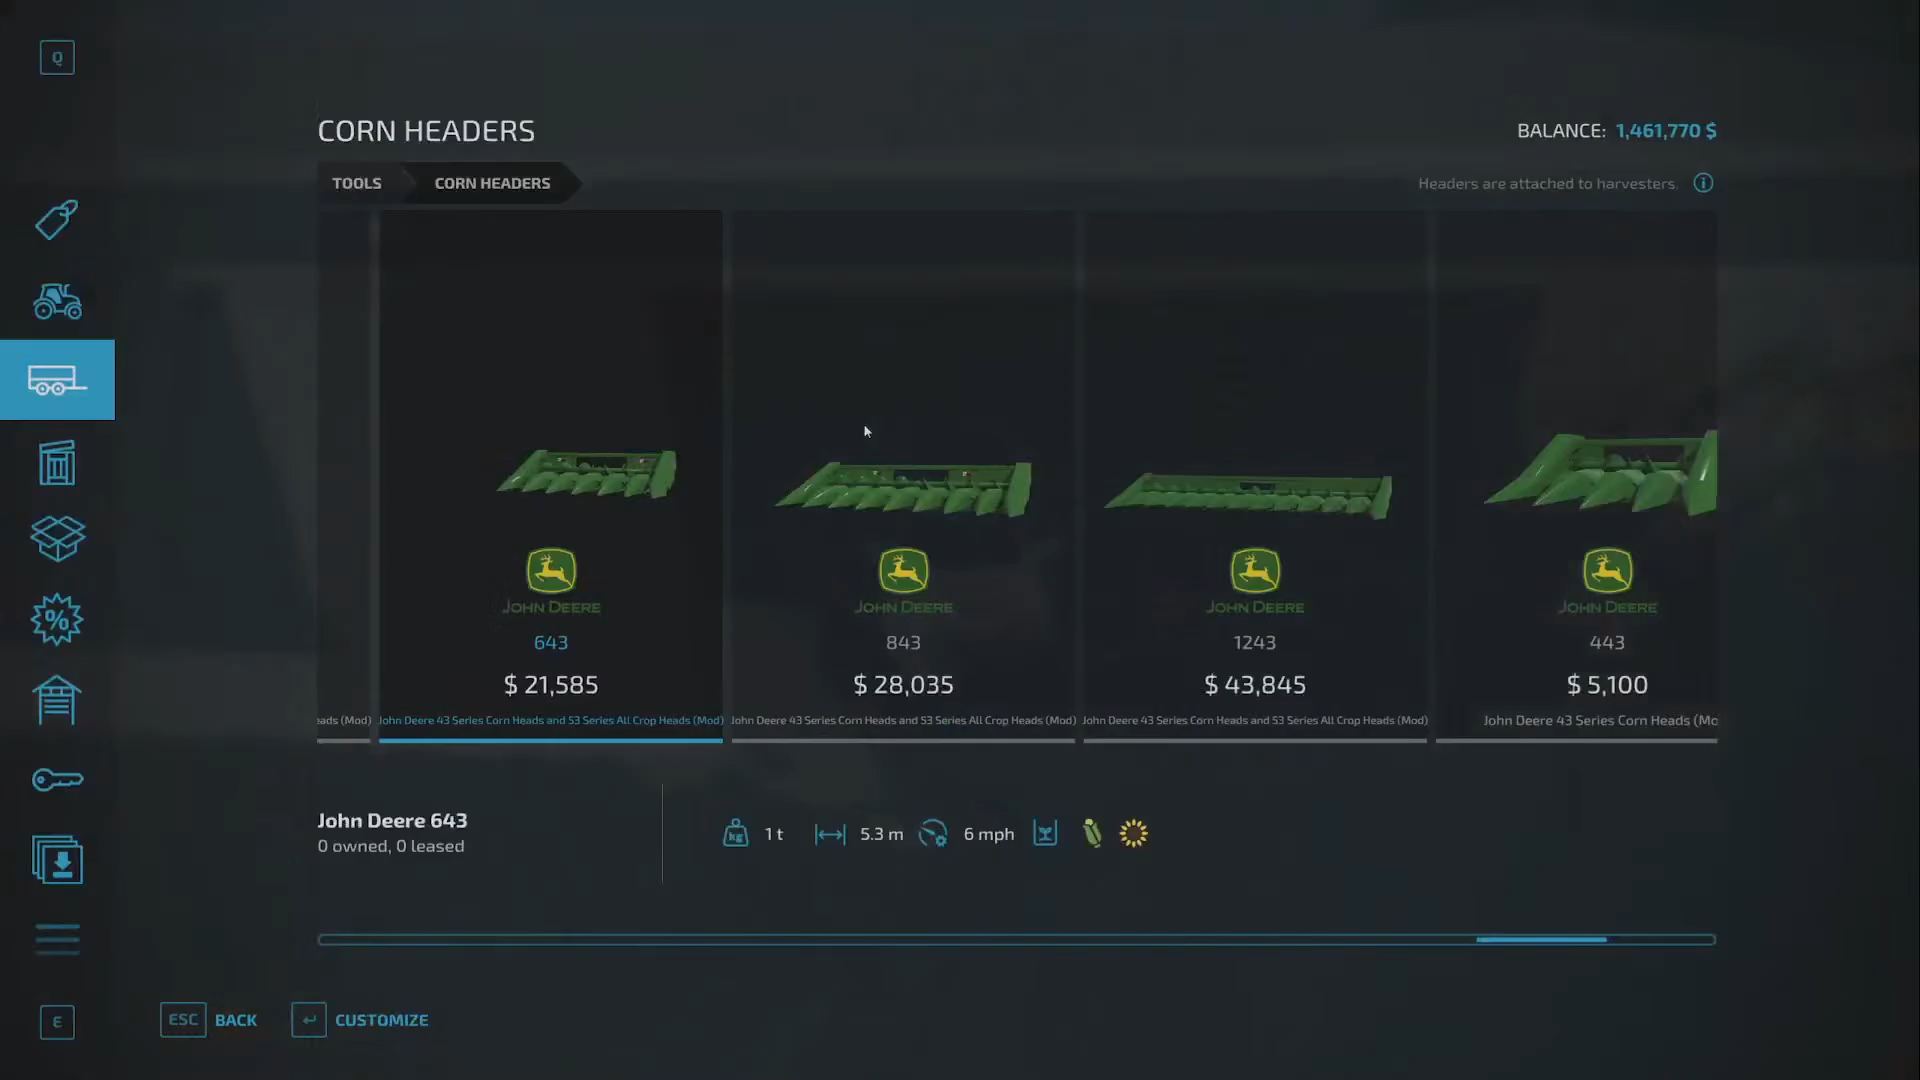 Q
CORN HEADERS
BALANCE: 1,461,770 $
TOOLS CORN HEADERS
Headers are attached to harvesters.
JOHN DEERE JOHN DEERE JOHN DEERE JOHN DEERE
643 843 1243 443
$ 21,585 $ 28,035 $ 43,845 $ 5,100
eads (Mod) John Deere 43 Series Corn Heads and 53 Series All Crop Heads (Mod) John Deere 43 Series Corn Heads and 53 Series All Crop Heads (Mod) John Deere 43 Series Corn Heads and 53 Series All Crop Heads (Mod) John Deere 43 Series Corn Heads (Mo
John Deere 643
0 owned, 0 leased
kg 1 t 5.3 m 6 mph
E ESC BACK CUSTOMIZE